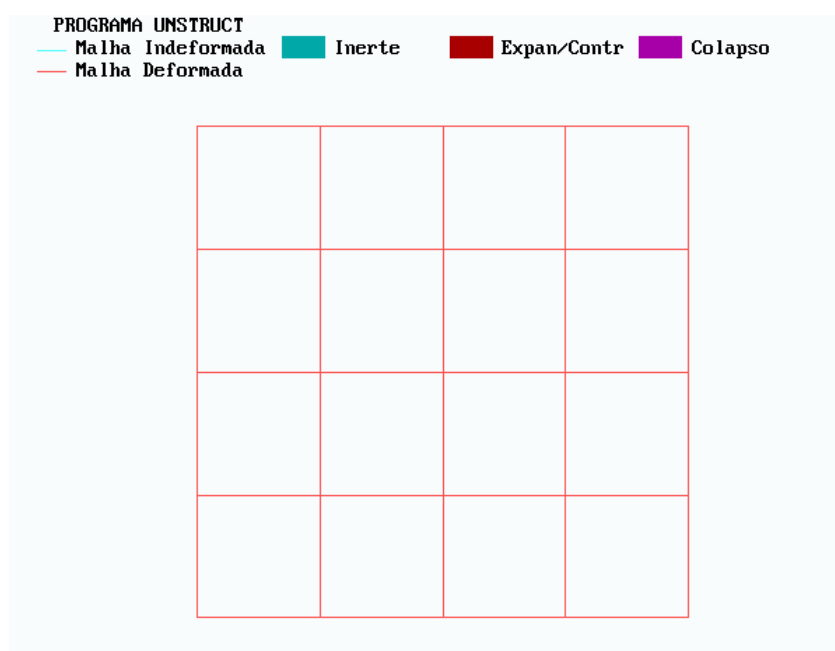 PROGRAMA UNSTRUCT
Malha Indeformada Inerte Expan/Contr Colapso
Malha Deformada